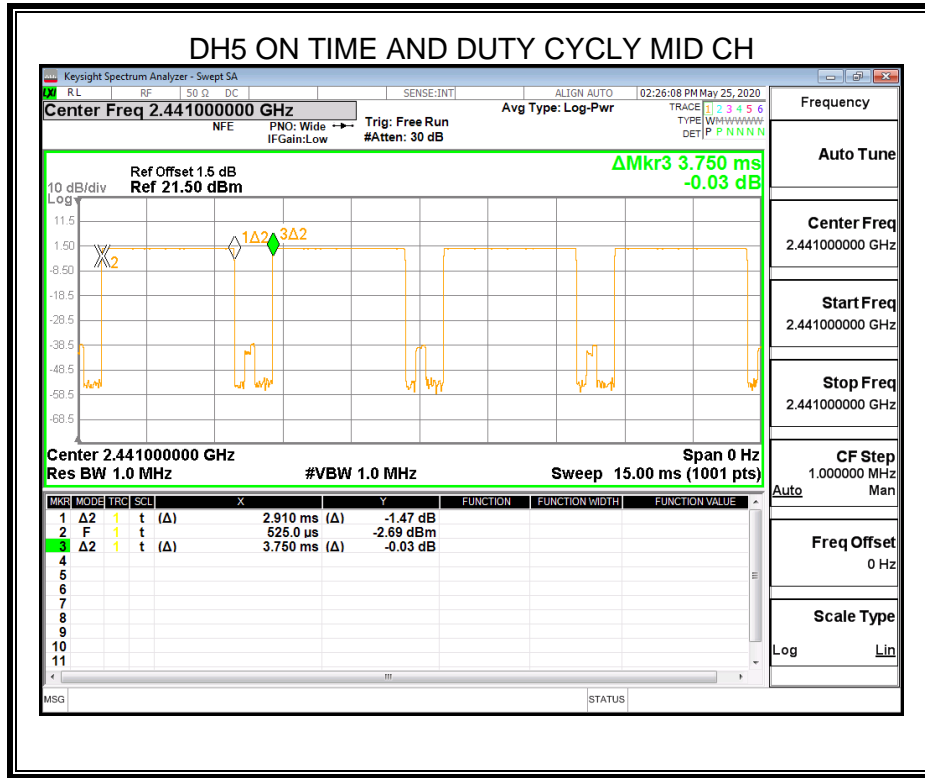 DH5 ON TIME AND DUTY CYCLY MID CH
Keysight Spectrum Analyzer - Swept SA
LXI RL RF 50 Ω DC SENSE:INT ALIGN AUTO 02:26:08 PM May 25, 2020
Center Freq 2.441000000 GHz
NFE
PNO: Wide
IFGain:Low
Trig: Free Run
#Atten: 30 dB
Avg Type: Log-Pwr
TRACE 1 2 3 4 5 6
TYPE WMWWWWW
DET P P N N N N
Ref Offset 1.5 dB
10 dB/div Ref 21.50 dBm
Log
ΔMkr3 3.750 ms
-0.03 dB
11.5
1.50
-8.50
-18.5
-28.5
-38.5
-48.5
-58.5
-68.5
2
1Δ2
3Δ2
Center 2.441000000 GHz Span 0 Hz
Res BW 1.0 MHz #VBW 1.0 MHz Sweep 15.00 ms (1001 pts)
MKR MODE TRC SCL X Y FUNCTION FUNCTION WIDTH FUNCTION VALUE
1 Δ2 1 t (Δ) 2.910 ms (Δ) -1.47 dB
2 F 1 t 525.0 µs -2.69 dBm
3 Δ2 1 t (Δ) 3.750 ms (Δ) -0.03 dB
4
5
6
7
8
9
10
11
MSG STATUS
Frequency
Auto Tune
Center Freq
2.441000000 GHz
Start Freq
2.441000000 GHz
Stop Freq
2.441000000 GHz
CF Step
1.000000 MHz
Auto Man
Freq Offset
0 Hz
Scale Type
Log Lin